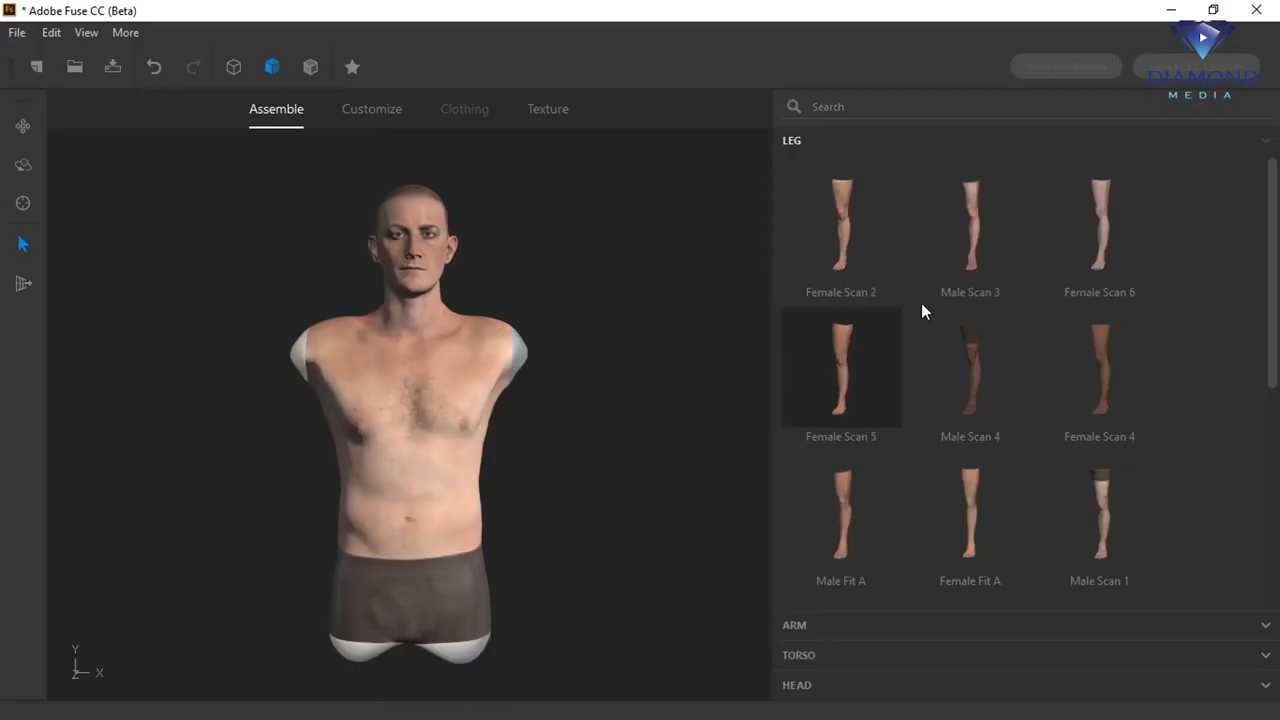 Fs * Adobe Fuse CC (Beta)
File Edit View More
DIAMOND
MEDIA
Assemble Customize Clothing Texture
Search
LEG
Female Scan 2 Male Scan 3 Female Scan 6
Female Scan 5 Male Scan 4 Female Scan 4
Male Fit A Female Fit A Male Scan 1
ARM
TORSO
HEAD
Y
Z X